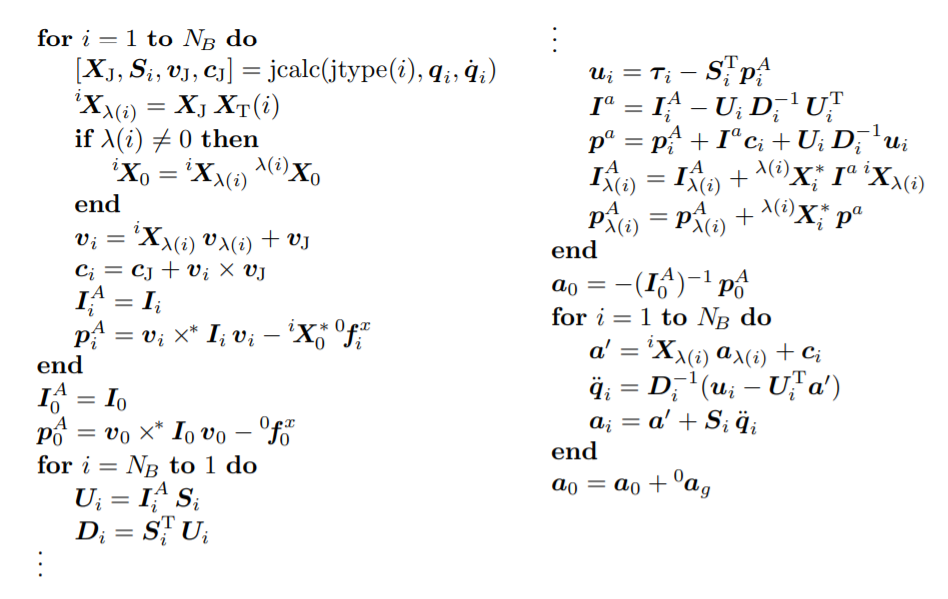 for i = 1 to N_B do
[X_J, S_i, v_J, c_J] = jcalc(jtype(i), q_i, q̇_i)
^iX_{λ(i)} = X_J X_T(i)
if λ(i) ≠ 0 then
^iX_0 = ^iX_{λ(i)} ^{λ(i)}X_0
end
v_i = ^iX_{λ(i)} v_{λ(i)} + v_J
c_i = c_J + v_i × v_J
I_i^A = I_i
p_i^A = v_i ×* I_i v_i − ^iX_0^* ^0f_i^x
end
I_0^A = I_0
p_0^A = v_0 ×* I_0 v_0 − ^0f_0^x
for i = N_B to 1 do
U_i = I_i^A S_i
D_i = S_i^T U_i
⋮
⋮
u_i = τ_i − S_i^T p_i^A
I^a = I_i^A − U_i D_i^{−1} U_i^T
p^a = p_i^A + I^a c_i + U_i D_i^{−1} u_i
I_{λ(i)}^A = I_{λ(i)}^A + ^{λ(i)}X_i^* I^a ^iX_{λ(i)}
p_{λ(i)}^A = p_{λ(i)}^A + ^{λ(i)}X_i^* p^a
end
a_0 = −(I_0^A)^{−1} p_0^A
for i = 1 to N_B do
a′ = ^iX_{λ(i)} a_{λ(i)} + c_i
q̈_i = D_i^{−1}(u_i − U_i^T a′)
a_i = a′ + S_i q̈_i
end
a_0 = a_0 + ^0a_g